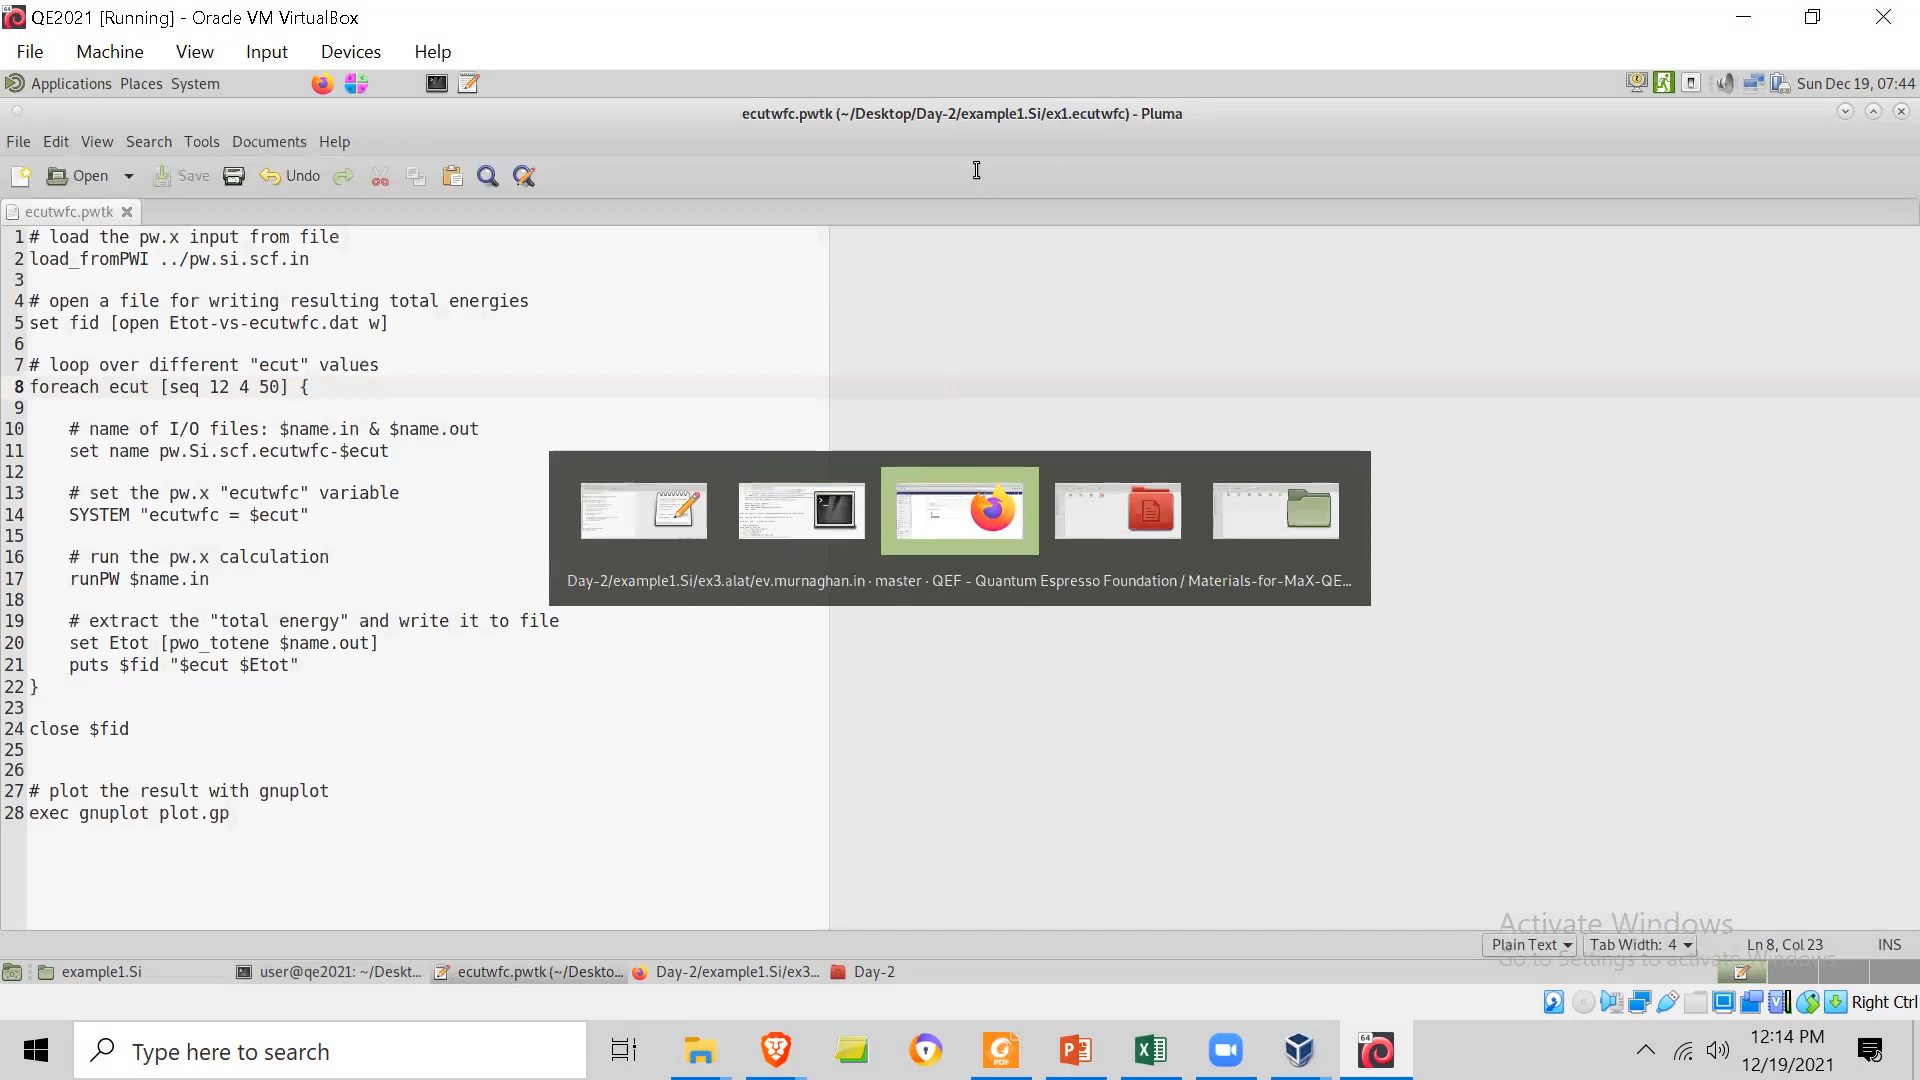 QE2021 [Running] - Oracle VM VirtualBox
File Machine View Input Devices Help
Applications Places System
Sun Dec 19, 07:44
ecutwfc.pwtk (~/Desktop/Day-2/example1.Si/ex1.ecutwfc) - Pluma
File Edit View Search Tools Documents Help
Open Save Undo
ecutwfc.pwtk
1 # load the pw.x input from file
2 load_fromPWI ../pw.si.scf.in
3
4 # open a file for writing resulting total energies
5 set fid [open Etot-vs-ecutwfc.dat w]
6
7 # loop over different "ecut" values
8 foreach ecut [seq 12 4 50] {
9
10 # name of I/O files: $name.in & $name.out
11 set name pw.Si.scf.ecutwfc-$ecut
12
13 # set the pw.x "ecutwfc" variable
14 SYSTEM "ecutwfc = $ecut"
15
16 # run the pw.x calculation
17 runPW $name.in
18
19 # extract the "total energy" and write it to file
20 set Etot [pwo_totene $name.out]
21 puts $fid "$ecut $Etot"
22 }
23
24 close $fid
25
26
27 # plot the result with gnuplot
28 exec gnuplot plot.gp
Day-2/example1.Si/ex3.alat/ev.murnaghan.in · master · QEF - Quantum Espresso Foundation / Materials-for-MaX-QE...
Activate Windows
Go to Settings to activate Windows.
Plain Text Tab Width: 4 Ln 8, Col 23 INS
example1.Si user@qe2021: ~/Deskt... ecutwfc.pwtk (~/Deskto... Day-2/example1.Si/ex3... Day-2
Right Ctrl
Type here to search
12:14 PM
12/19/2021